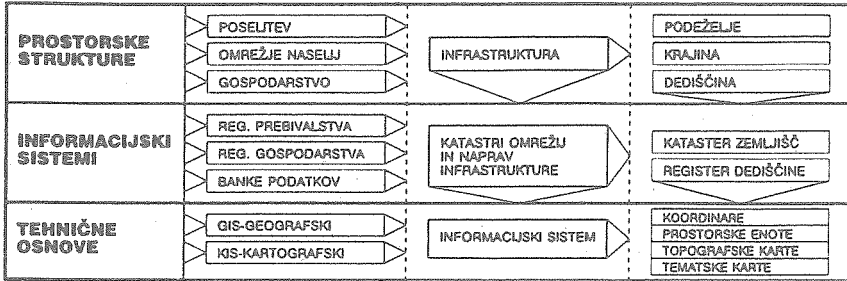 PROSTORSKE
STRUKTURE
POSELITEV
OMREŽJE NASELIJ
GOSPODARSTVO
INFRASTRUKTURA
PODEŽELJE
KRAJINA
DEDIŠČINA
INFORMACIJSKI
SISTEMI
REG. PREBIVALSTVA
REG. GOSPODARSTVA
BANKE PODATKOV
KATASTRI OMREŽIJ
IN NAPRAV
INFRASTRUKTURE
KATASTER ZEMLJIŠČ
REGISTER DEDIŠČINE
TEHNIČNE
OSNOVE
GIS-GEOGRAFSKI
KIS-KARTOGRAFSKI
INFORMACIJSKI SISTEM
KOORDINARE
PROSTORSKE ENOTE
TOPOGRAFSKE KARTE
TEMATSKE KARTE